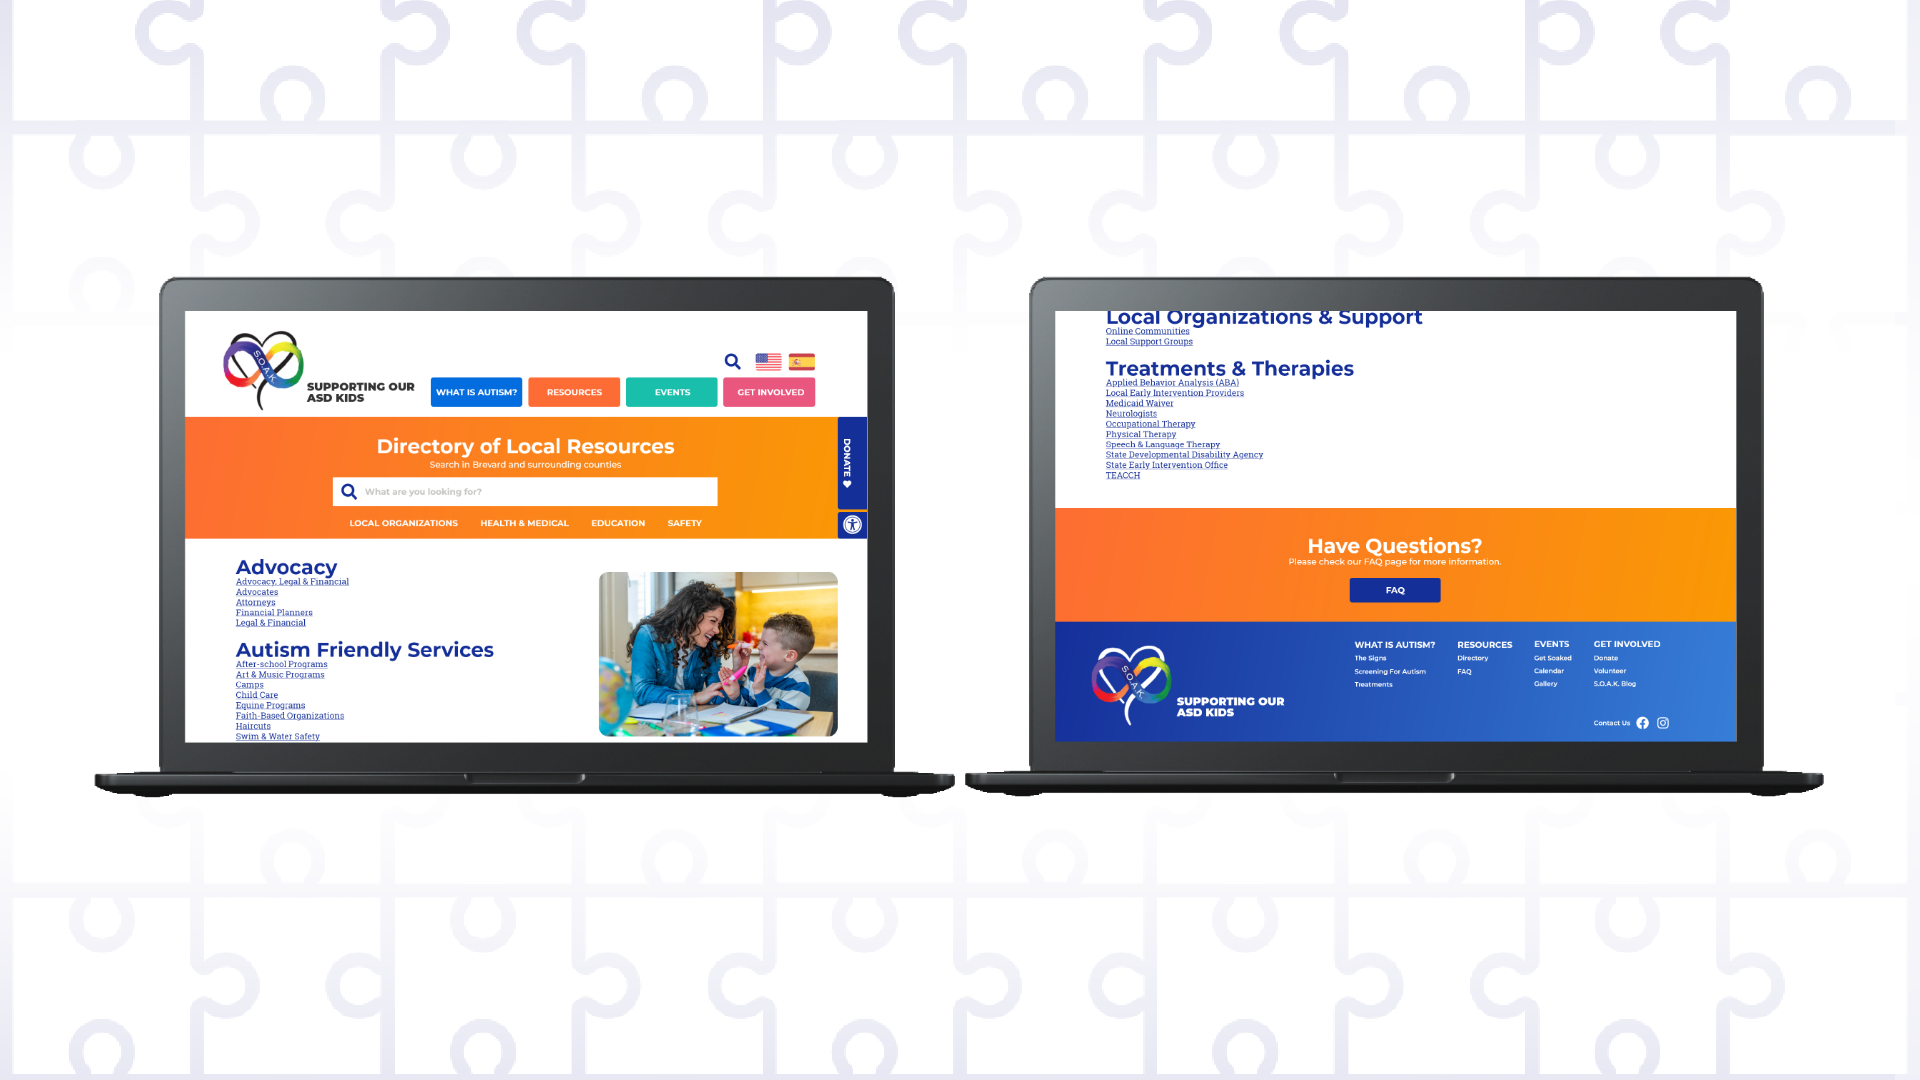 S.O.A.K.
SUPPORTING OUR
ASD KIDS
WHAT IS AUTISM?
RESOURCES
EVENTS
GET INVOLVED
Directory of Local Resources
Search in Brevard and surrounding counties
What are you looking for?
LOCAL ORGANIZATIONS
HEALTH & MEDICAL
EDUCATION
SAFETY
DONATE
Advocacy
Advocacy, Legal & Financial
Advocates
Attorneys
Financial Planners
Legal & Financial
Autism Friendly Services
After-school Programs
Art & Music Programs
Camps
Child Care
Equine Programs
Faith-Based Organizations
Haircuts
Swim & Water Safety
Local Organizations & Support
Online Communities
Local Support Groups
Treatments & Therapies
Applied Behavior Analysis (ABA)
Local Early Intervention Providers
Medicaid Waiver
Neurologists
Occupational Therapy
Physical Therapy
Speech & Language Therapy
State Developmental Disability Agency
State Early Intervention Office
TEACCH
Have Questions?
Please check our FAQ page for more information.
FAQ
S.O.A.K.
SUPPORTING OUR
ASD KIDS
WHAT IS AUTISM?
The Signs
Screening For Autism
Treatments
RESOURCES
Directory
FAQ
EVENTS
Get Soaked
Calendar
Gallery
GET INVOLVED
Donate
Volunteer
S.O.A.K. Blog
Contact Us